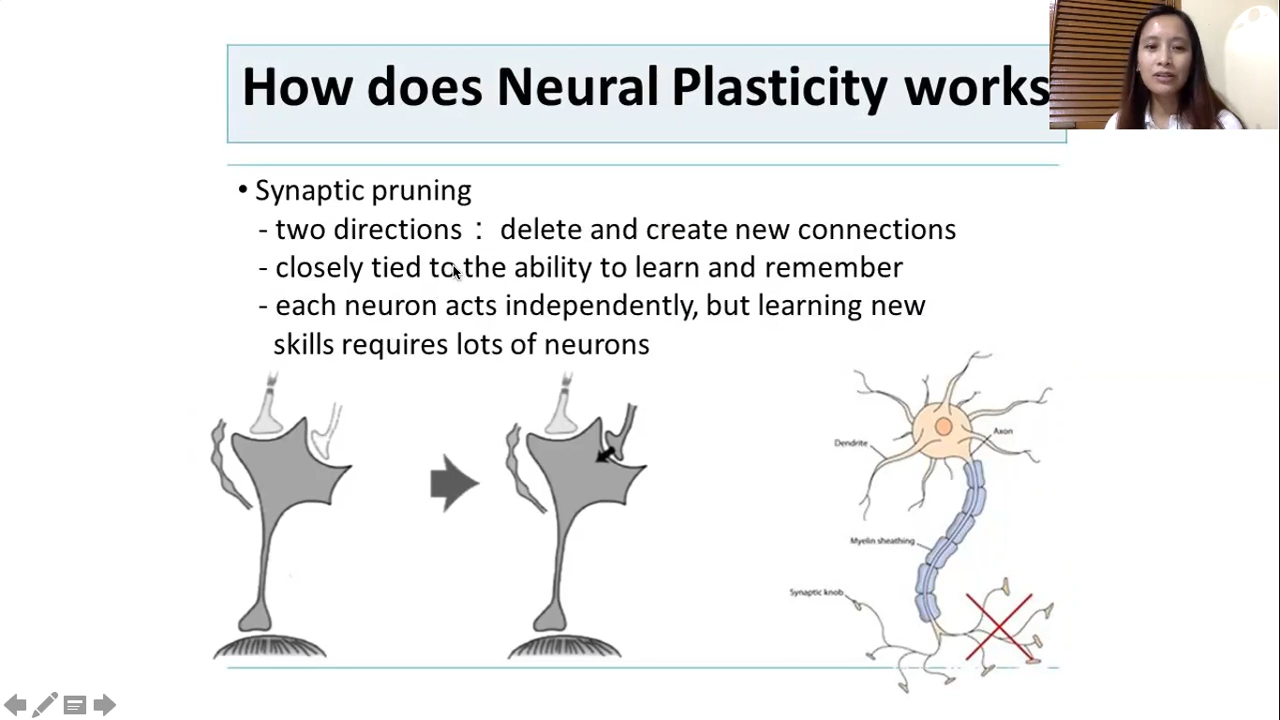 How does Neural Plasticity works
• Synaptic pruning
- two directions： delete and create new connections
- closely tied to the ability to learn and remember
- each neuron acts independently, but learning new
skills requires lots of neurons
Dendrite
Axon
Myelin sheathing
Synaptic knob